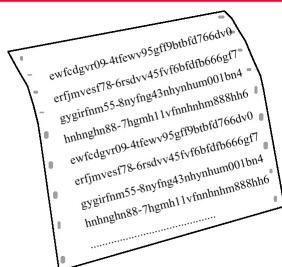 ewfcdgvr09-4tfewv95gff9btbfd766dv0
erfjmvesf78-6rsdvv45fvf6bfdfb666gf7
gygirfnm55-8nyfng43nhynhum001bn4
hnhnghn88-7hgmh11vfnnhnhm888hh6
ewfcdgvr09-4tfewv95gff9btbfd766dv0
erfjmvesf78-6rsdvv45fvf6bfdfb666gf7
gygirfnm55-8nyfng43nhynhum001bn4
hnhnghn88-7hgmh11vfnnhnhm888hh6
........................................